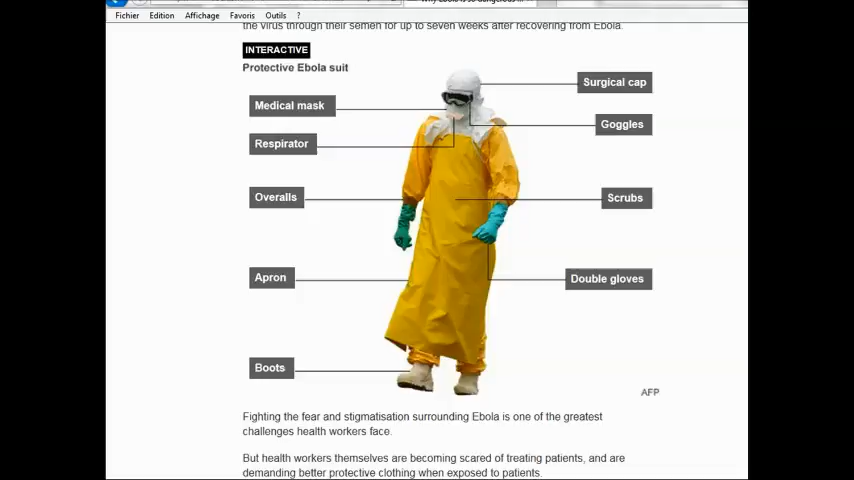 Fichier Edition Affichage Favoris Outils ?
the virus through their semen for up to seven weeks after recovering from Ebola.
INTERACTIVE
Protective Ebola suit
Surgical cap
Medical mask
Goggles
Respirator
Overalls
Scrubs
Apron
Double gloves
Boots
AFP
Fighting the fear and stigmatisation surrounding Ebola is one of the greatest
challenges health workers face.
But health workers themselves are becoming scared of treating patients, and are
demanding better protective clothing when exposed to patients.